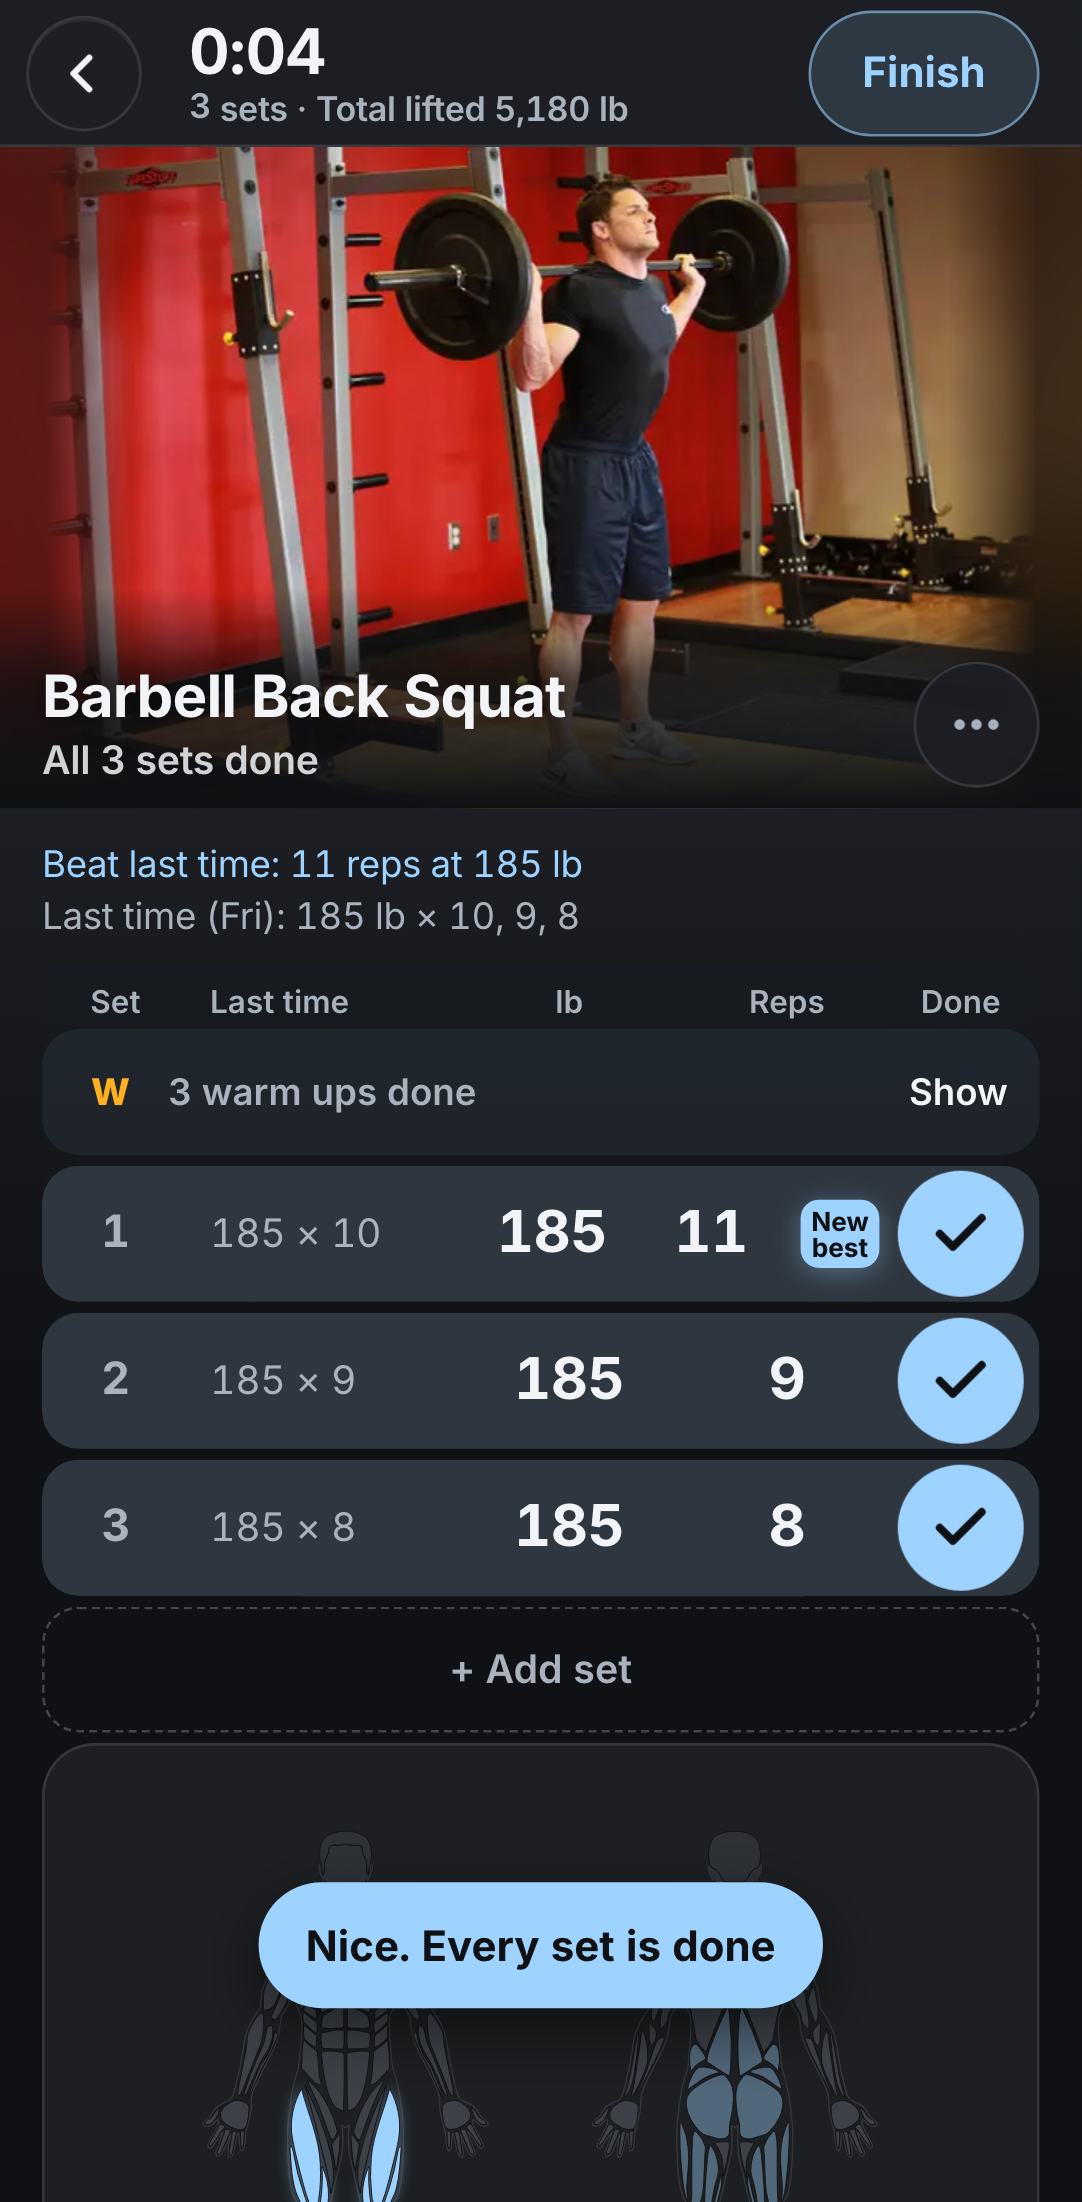 0:04
3 sets · Total lifted 5,180 lb
Finish
Barbell Back Squat
All 3 sets done
Beat last time: 11 reps at 185 lb
Last time (Fri): 185 lb × 10, 9, 8
Set Last time lb Reps Done
W 3 warm ups done Show
1 185 × 10 185 11 New best
2 185 × 9 185 9
3 185 × 8 185 8
+ Add set
Nice. Every set is done